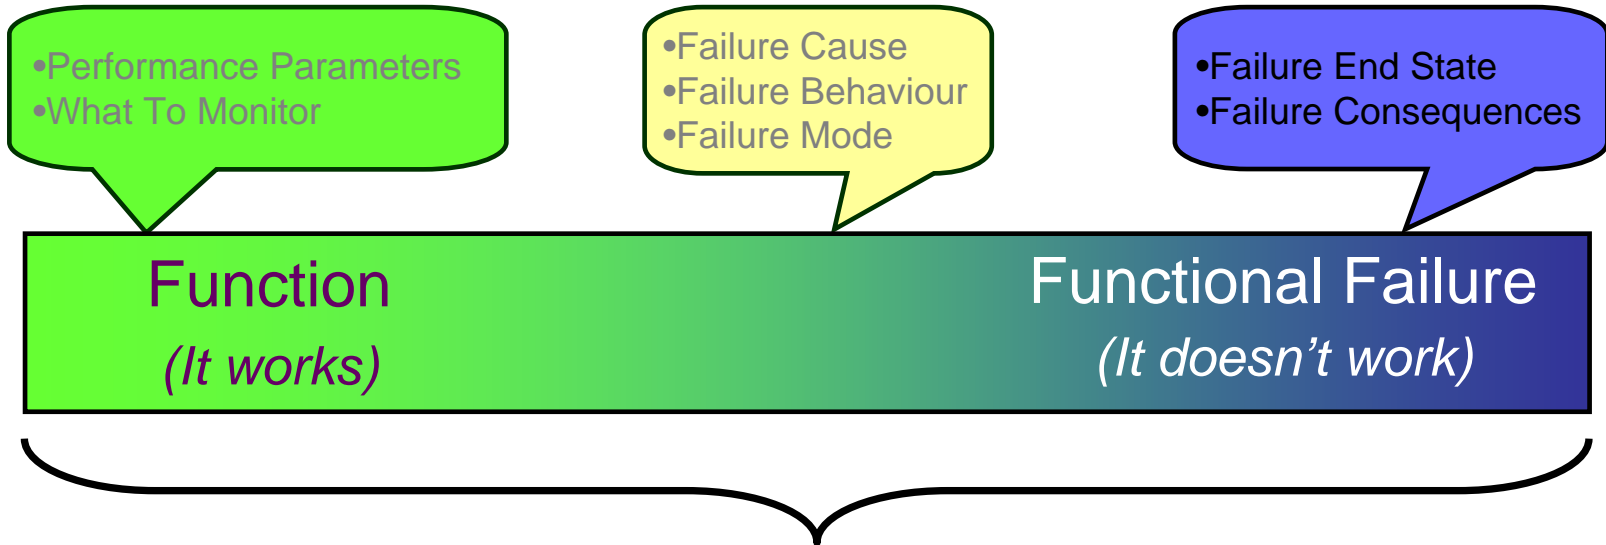 •Performance Parameters
•What To Monitor
•Failure Cause
•Failure Behaviour
•Failure Mode
•Failure End State
•Failure Consequences
Function
(It works)
Functional Failure
(It doesn’t work)